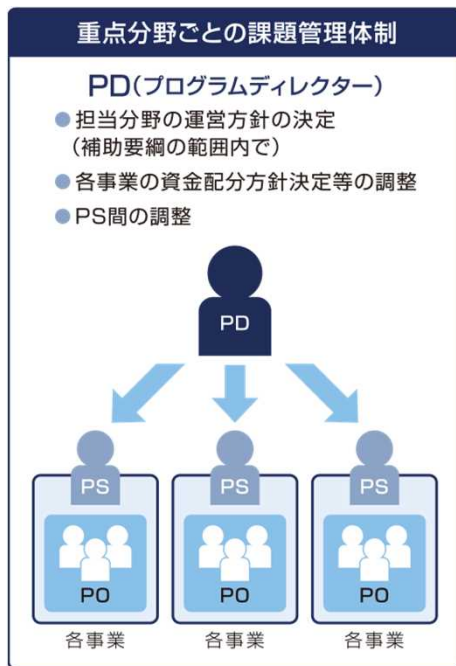 重点分野ごとの課題管理体制
PD(プログラムディレクター)
●担当分野の運営方針の決定
(補助要綱の範囲内で)
●各事業の資金配分方針決定等の調整
●PS間の調整
PD
PS PS PS
PO PO PO
各事業 各事業 各事業